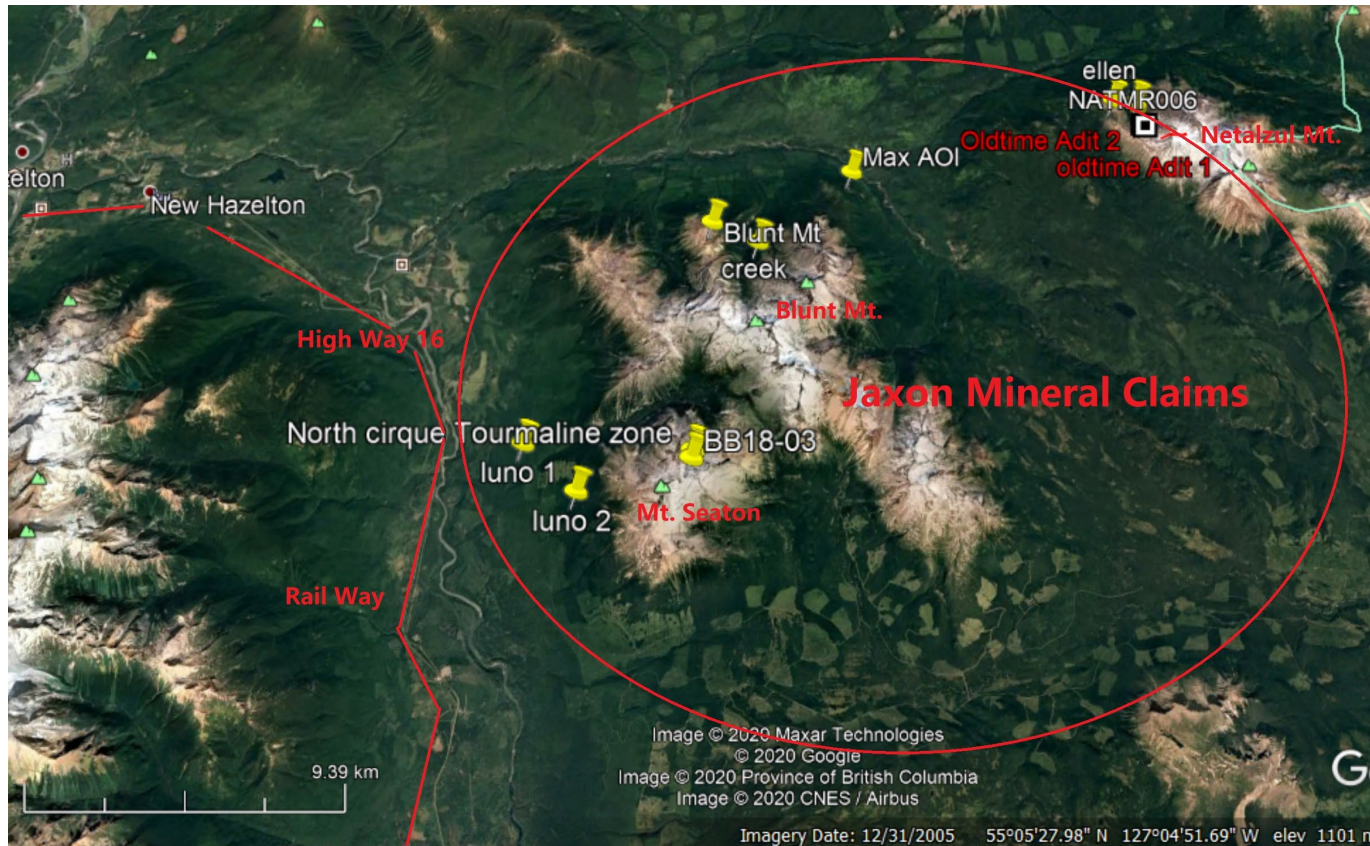 ellen
NATMR006
Oldtime Adit 2
Netalzul Mt.
oldtime Adit 1
Max AOI
H
zelton
New Hazelton
Blunt Mt
creek
Blunt Mt.
High Way 16
Jaxon Mineral Claims
North cirque Tourmaline zone
BB18-03
luno 1
luno 2
Mt. Seaton
Rail Way
Image © 2020 Maxar Technologies
© 2020 Google
Image © 2020 Province of British Columbia
Image © 2020 CNES / Airbus
9.39 km
G
Imagery Date: 12/31/2005 55°05'27.98" N 127°04'51.69" W elev 1101 m